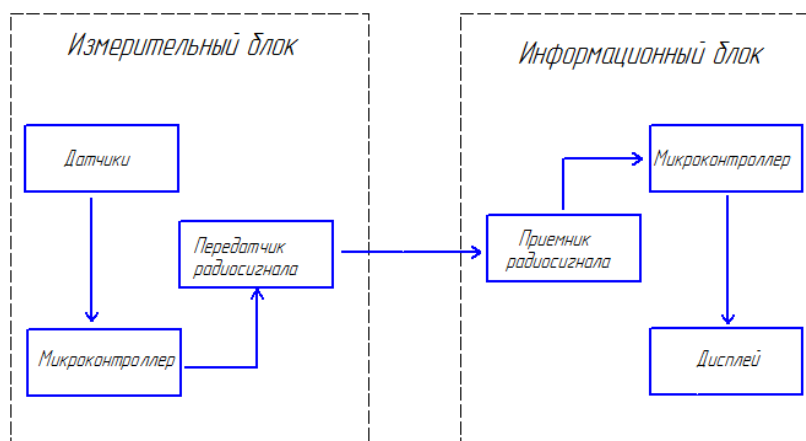 Измерительный блок
Датчики
Передатчик
радиосигнала
Микроконтроллер
Информационный блок
Микроконтроллер
Приемник
радиосигнала
Дисплей